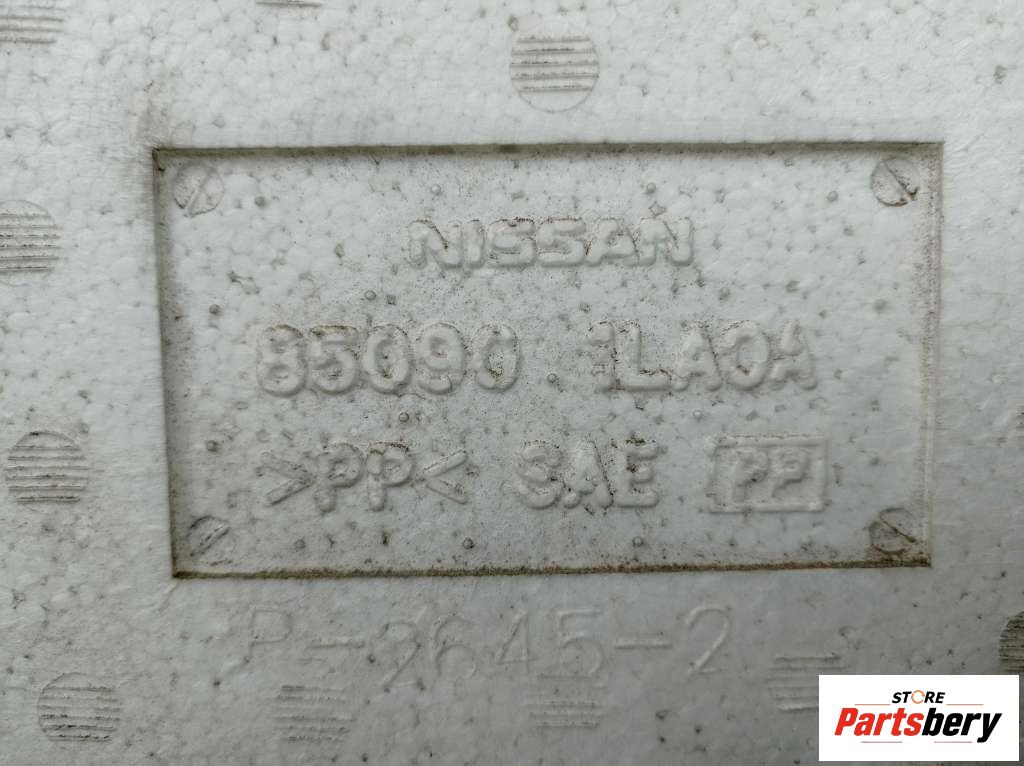 NISSAN
85090 1LA0A
>PP< SAE PP
P-2645-2
STORE
Partsbery